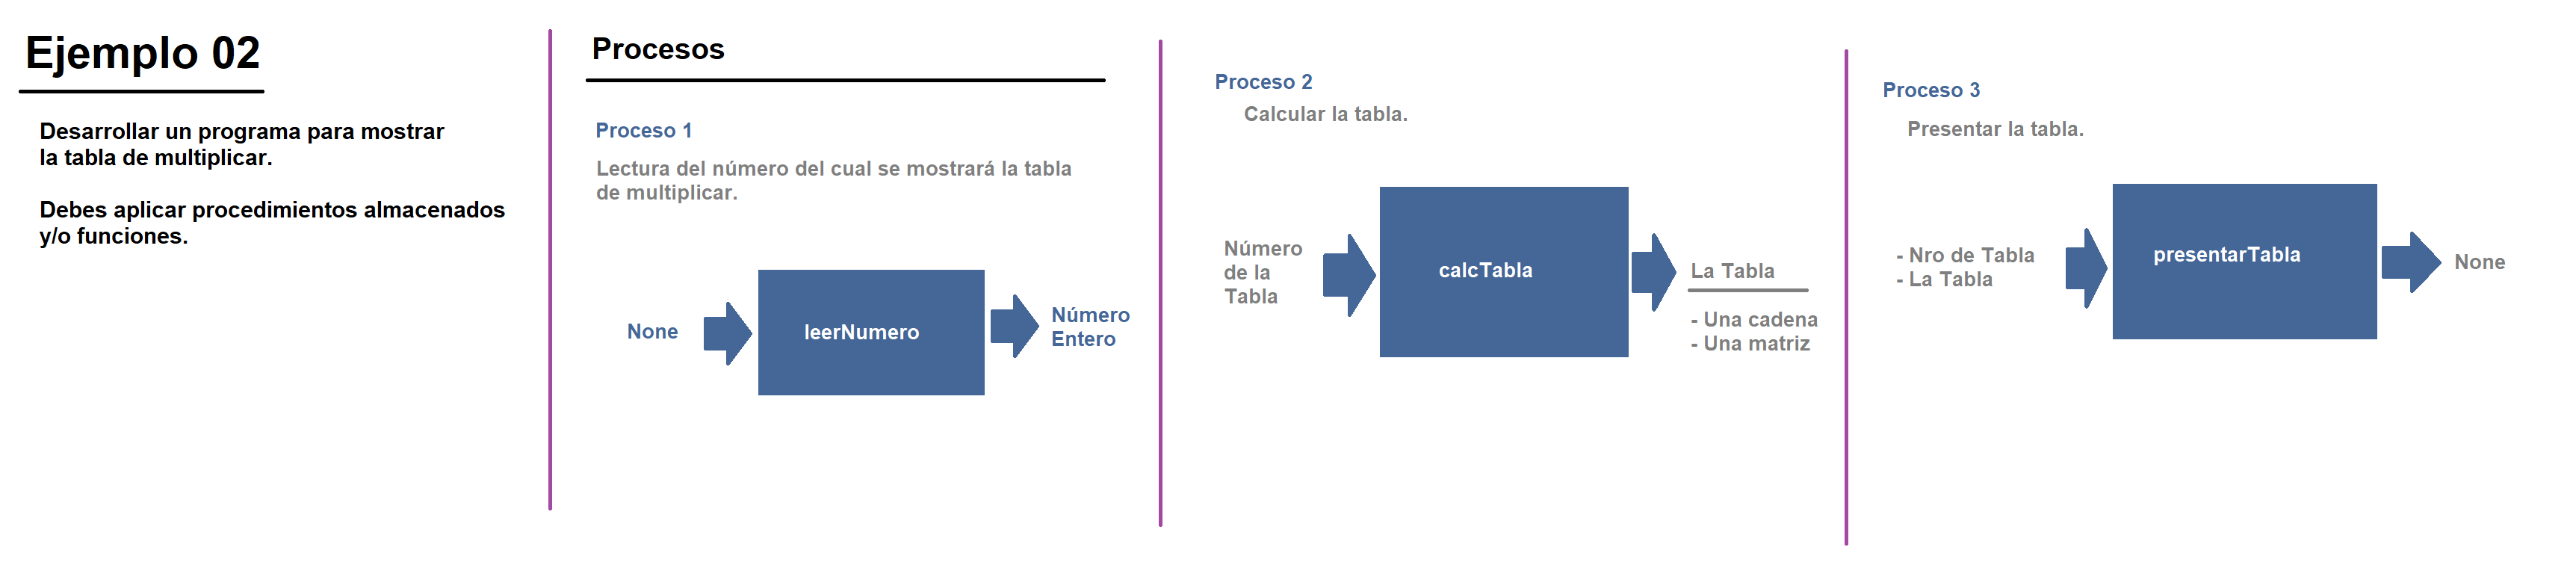 Ejemplo 02
Desarrollar un programa para mostrar
la tabla de multiplicar.
Debes aplicar procedimientos almacenados
y/o funciones.
Procesos
Proceso 1
Lectura del número del cual se mostrará la tabla
de multiplicar.
None
leerNumero
Número
Entero
Proceso 2
Calcular la tabla.
Número
de la
Tabla
calcTabla
La Tabla
- Una cadena
- Una matriz
Proceso 3
Presentar la tabla.
- Nro de Tabla
- La Tabla
presentarTabla
None